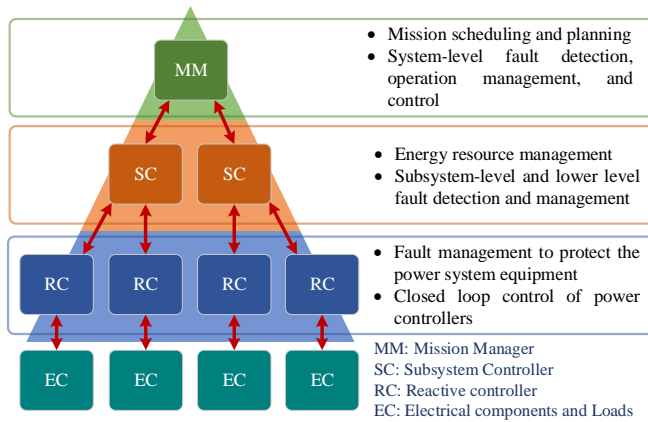 • Mission scheduling and planning
• System-level fault detection,
operation management, and
control
MM
• Energy resource management
• Subsystem-level and lower level
fault detection and management
SC SC
• Fault management to protect the
power system equipment
• Closed loop control of power
controllers
RC RC RC RC
EC EC EC EC
MM: Mission Manager
SC: Subsystem Controller
RC: Reactive controller
EC: Electrical components and Loads